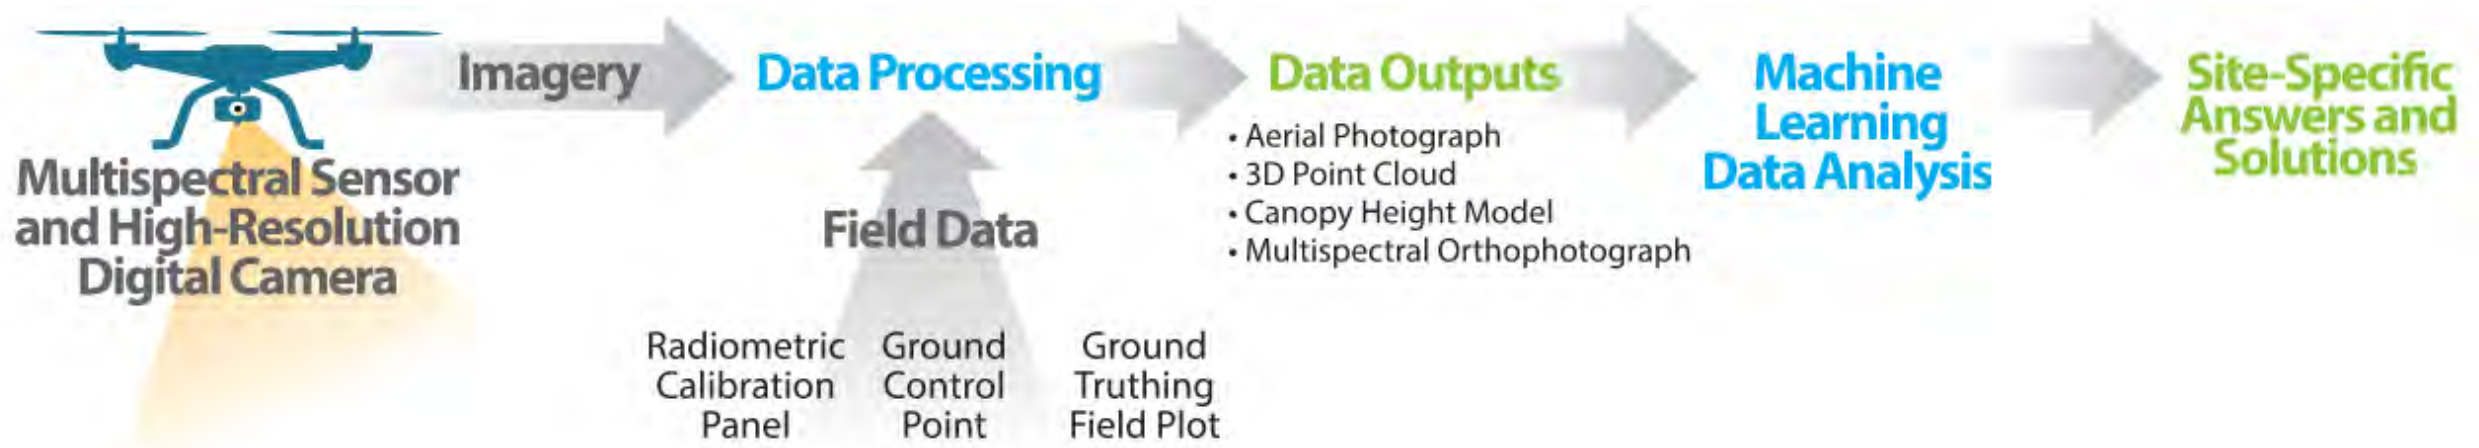 Multispectral Sensor
and High-Resolution
Digital Camera
Imagery
Data Processing
Field Data
Radiometric
Calibration
Panel
Ground
Control
Point
Ground
Truthing
Field Plot
Data Outputs
• Aerial Photograph
• 3D Point Cloud
• Canopy Height Model
• Multispectral Orthophotograph
Machine
Learning
Data Analysis
Site-Specific
Answers and
Solutions